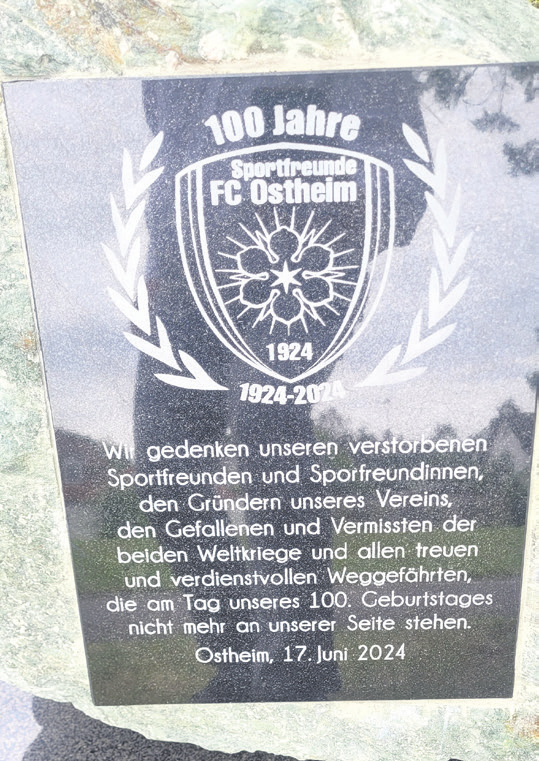 100 Jahre
Sportfreunde
FC Ostheim
1924
1924-2024
Wir gedenken unseren verstorbenen
Sportfreunden und Sporfreundinnen,
den Gründern unseres Vereins,
den Gefallenen und Vermissten der
beiden Weltkriege und allen treuen
und verdienstvollen Weggefährten,
die am Tag unseres 100. Geburtstages
nicht mehr an unserer Seite stehen.
Ostheim, 17. Juni 2024